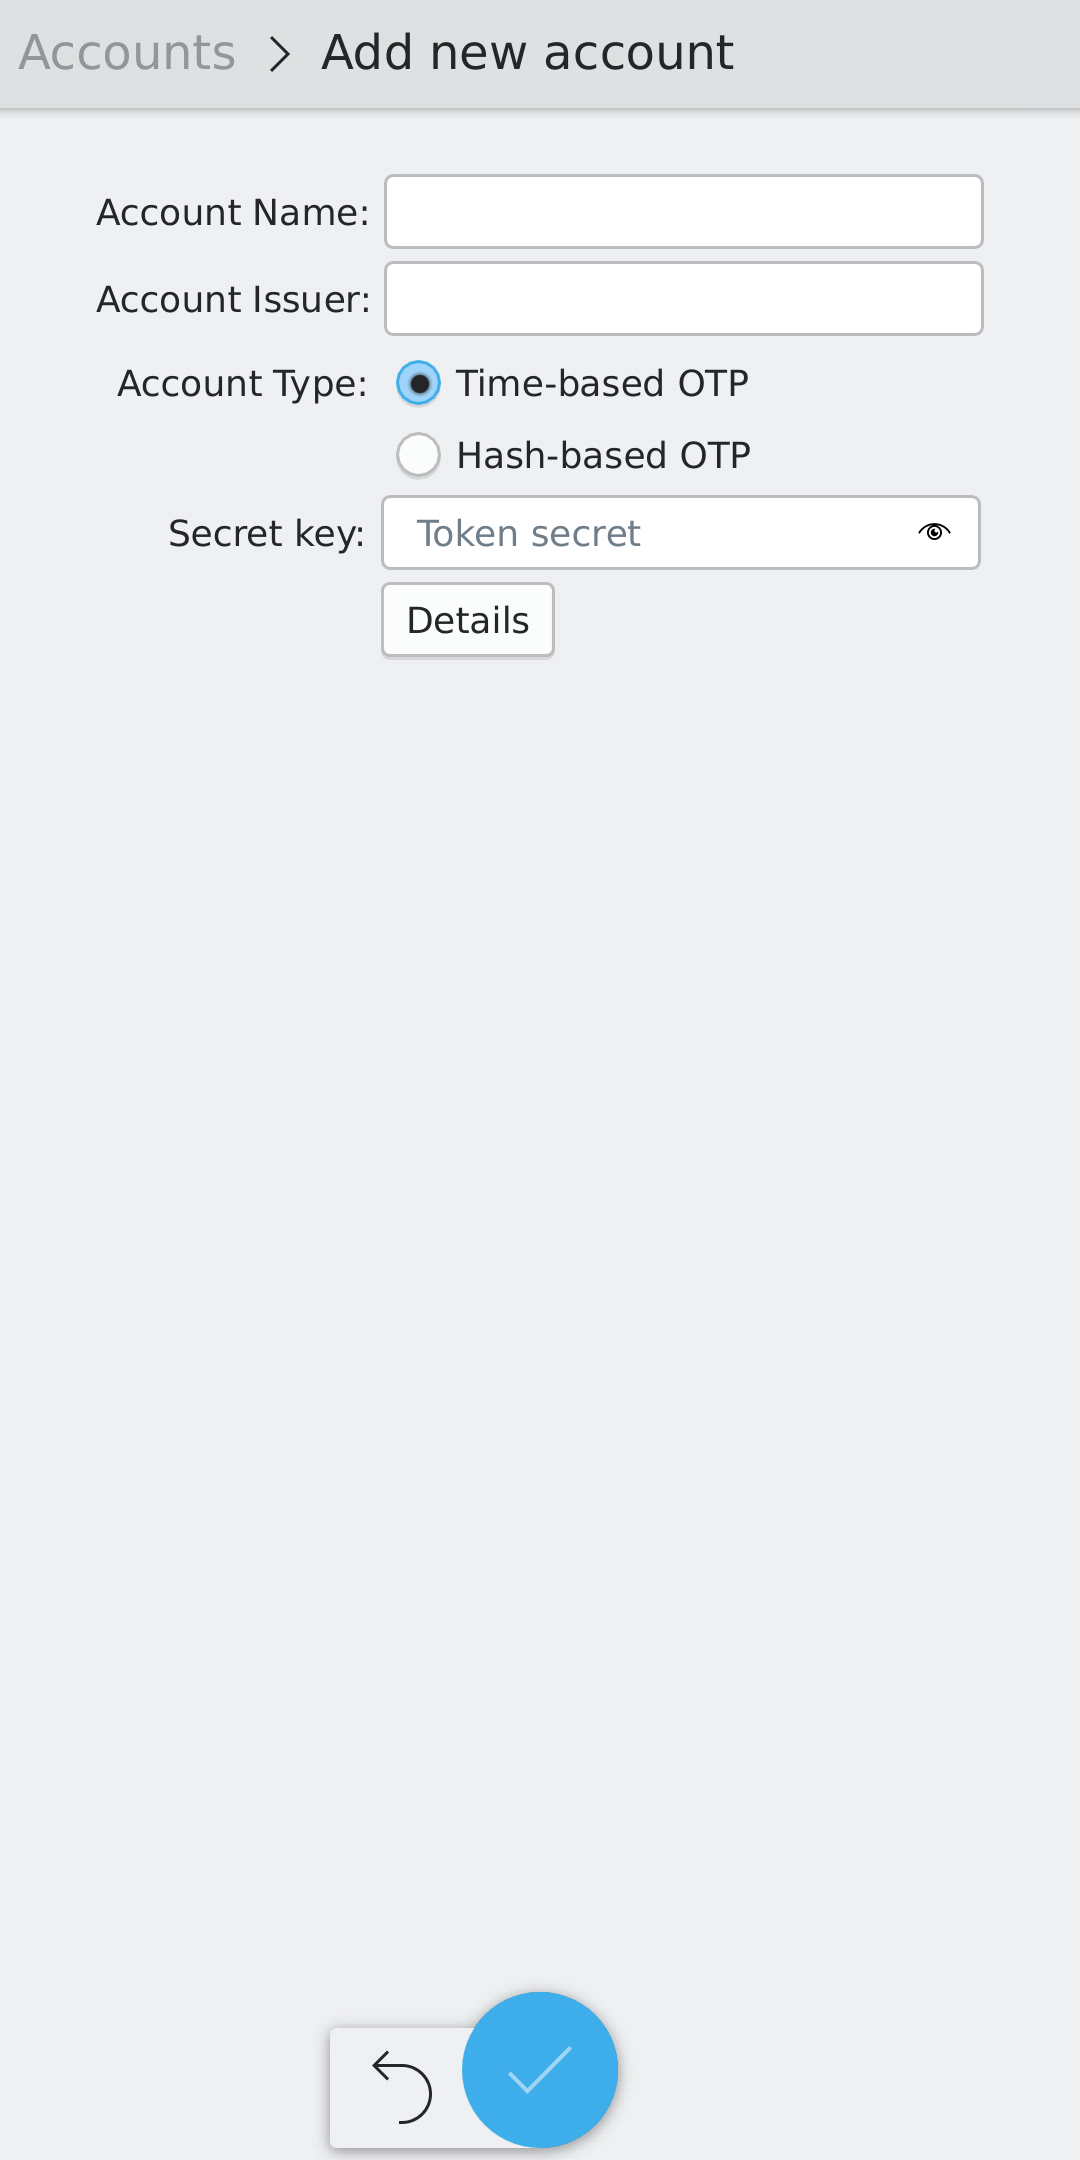 Accounts > Add new account
Account Name:
Account Issuer:
Account Type: Time-based OTP
Hash-based OTP
Secret key: Token secret
Details